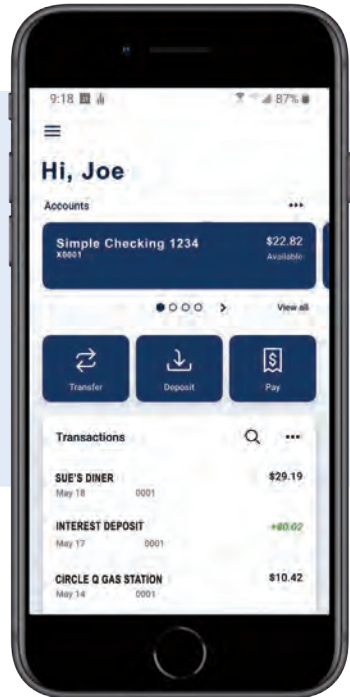 9:18 87%
Hi, Joe
Accounts
Simple Checking 1234 $22.82
X0001 Available
View all
Transfer Deposit Pay
Transactions
SUE'S DINER $29.19
May 18 0001
INTEREST DEPOSIT +$0.02
May 17 0001
CIRCLE Q GAS STATION $10.42
May 14 0001